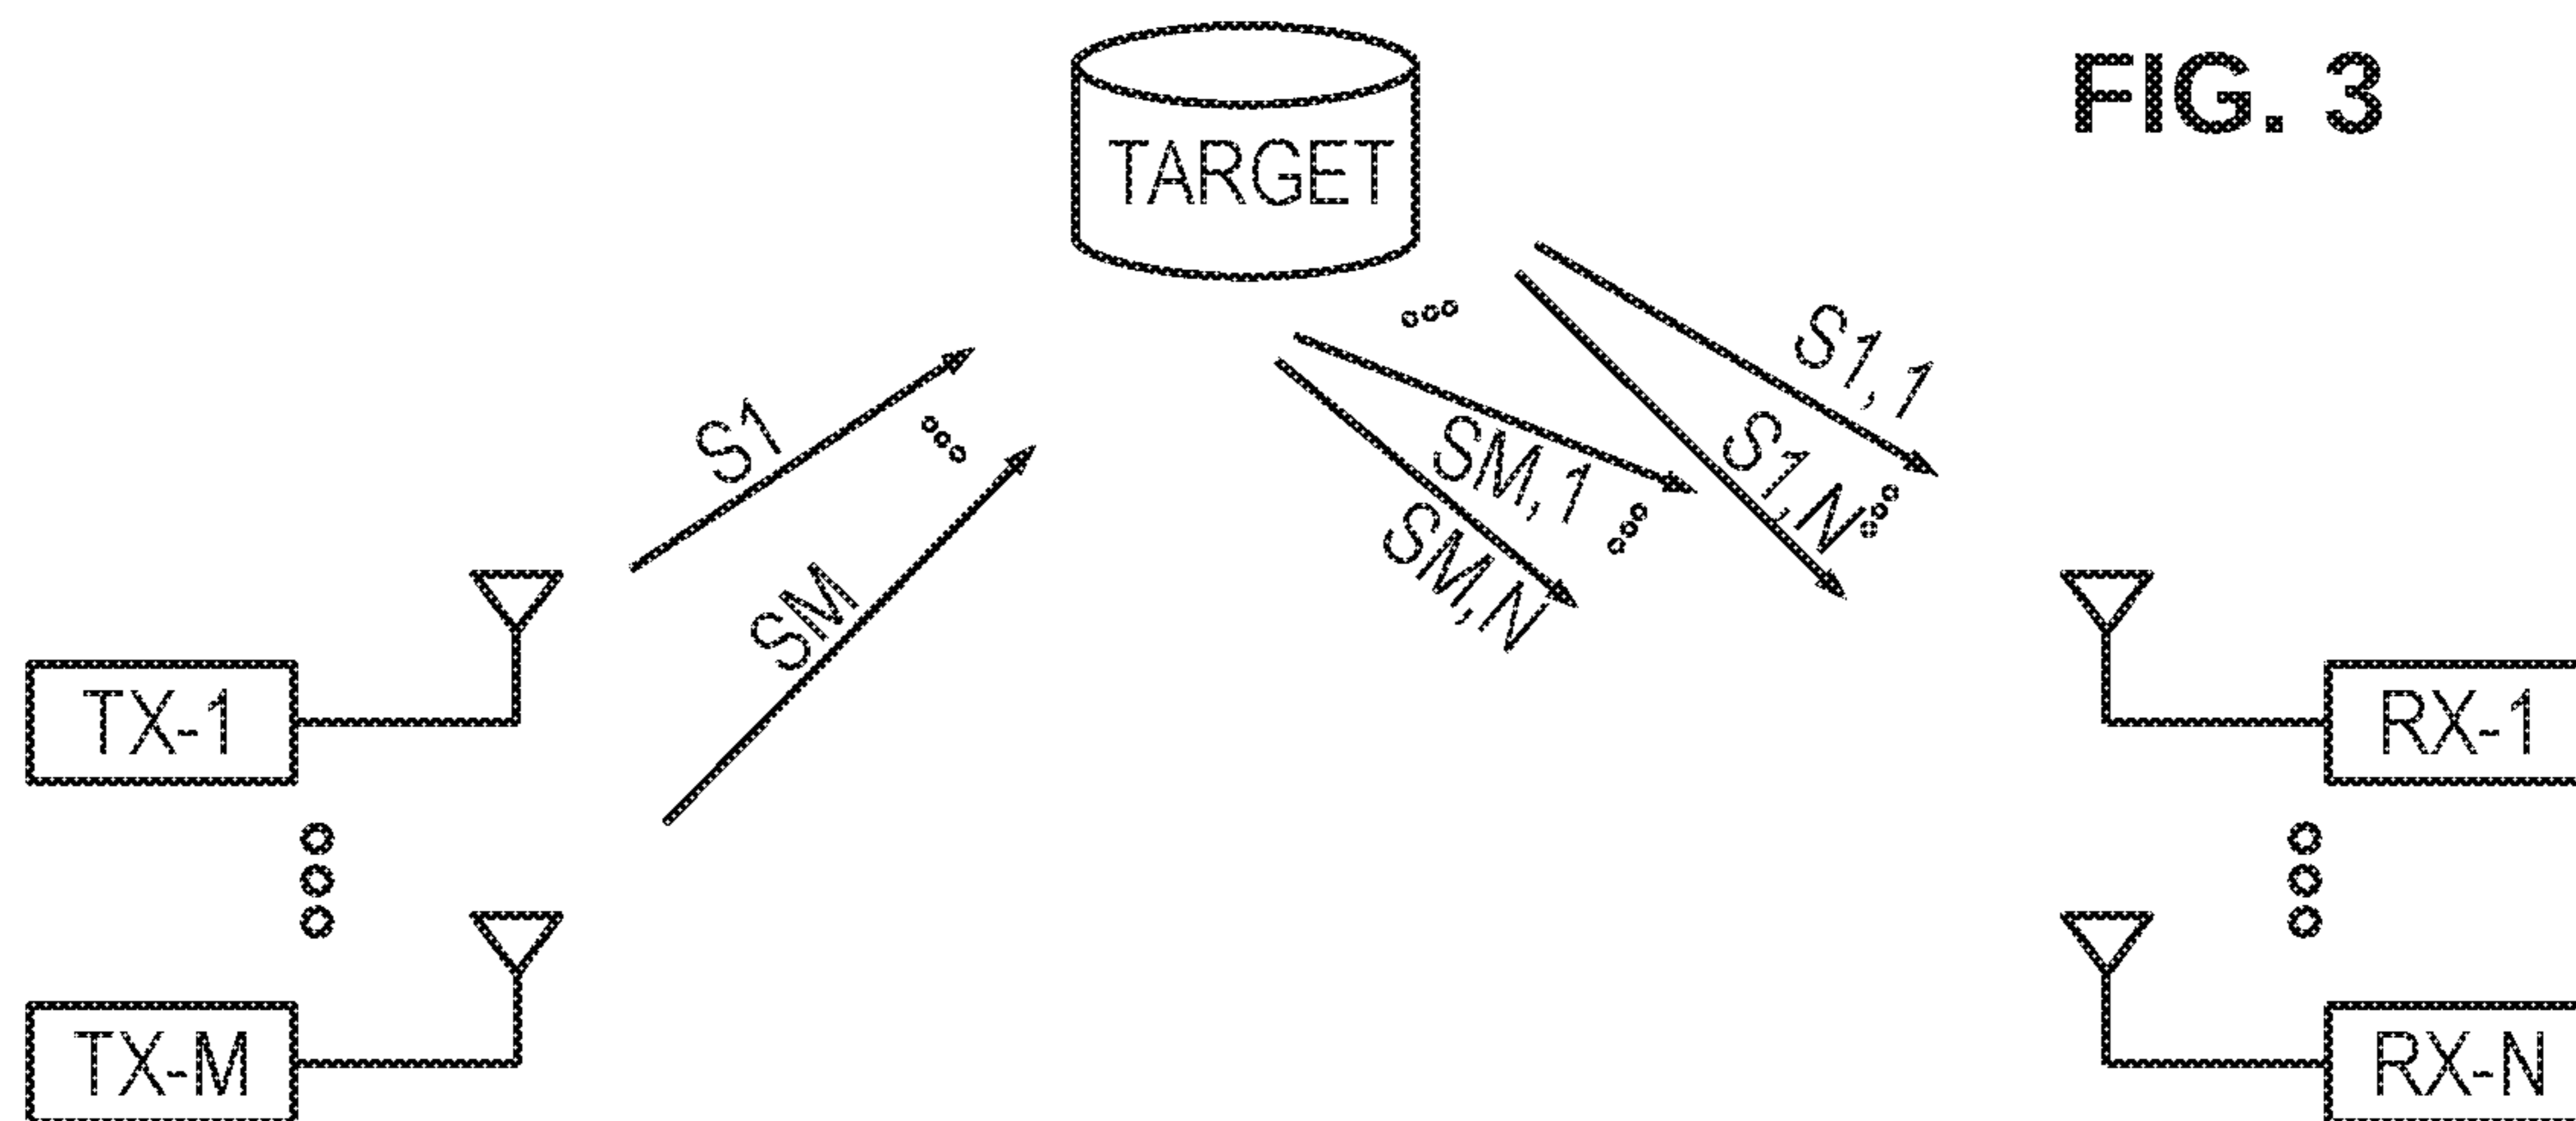 FIG. 3
TARGET
S1
SM
S1,1
S1,N
SM,1
SM,N
TX-1
RX-1
TX-M
RX-N